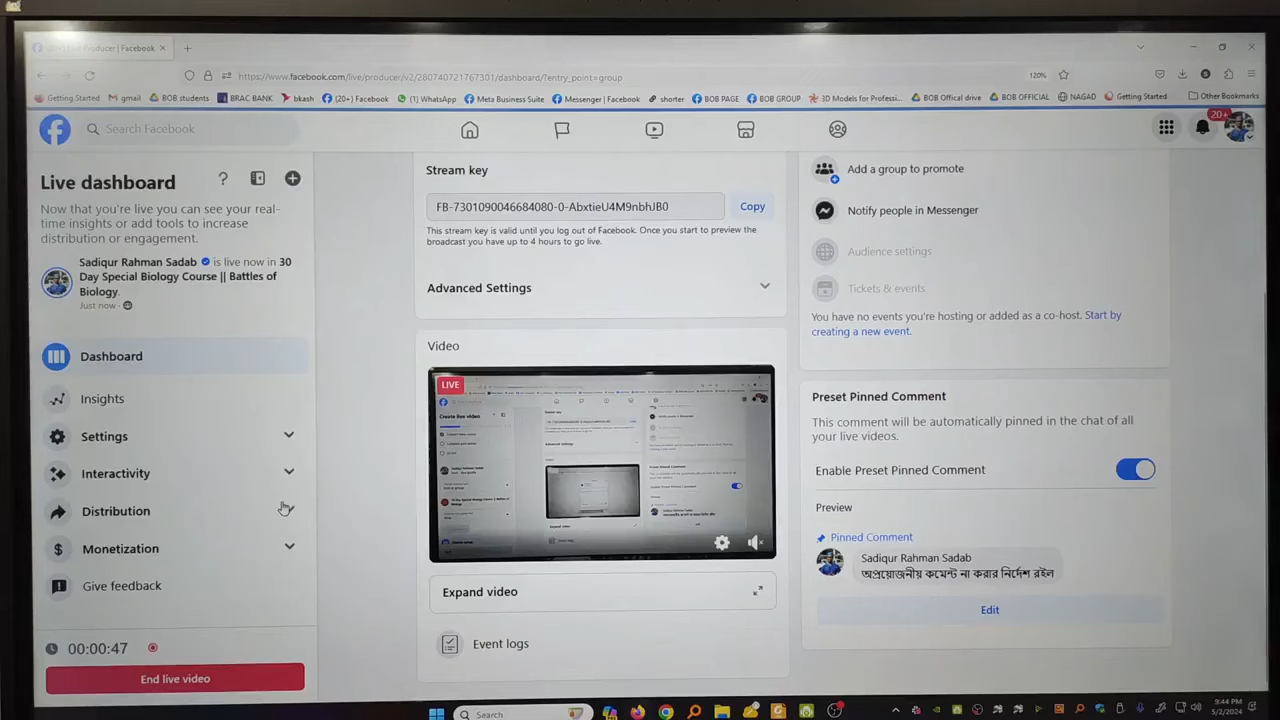 Live Producer | Facebook
https://www.facebook.com/live/producer/v2/280740721767301/dashboard/?entry_point=group
120%
Getting Started
gmail
BOB students
BRAC BANK
bkash
(20+) Facebook
(1) WhatsApp
Meta Business Suite
Messenger | Facebook
shorter
BOB PAGE
BOB GROUP
3D Models for Professi...
BOB Offical drive
BOB OFFICIAL
NAGAD
Getting Started
Other Bookmarks
Search Facebook
20+
Live dashboard
Now that you're live you can see your real-
time insights or add tools to increase
distribution or engagement.
Sadiqur Rahman Sadab is live now in 30
Day Special Biology Course || Battles of
Biology.
Just now
Dashboard
Insights
Settings
Interactivity
Distribution
Monetization
Give feedback
00:00:47
End live video
Stream key
FB-7301090046684080-0-AbxtieU4M9nbhJB0
Copy
This stream key is valid until you log out of Facebook. Once you start to preview the
broadcast you have up to 4 hours to go live.
Advanced Settings
Video
LIVE
Create live video
Expand video
Event logs
Add a group to promote
Notify people in Messenger
Audience settings
Tickets & events
You have no events you're hosting or added as a co-host. Start by
creating a new event.
Preset Pinned Comment
This comment will be automatically pinned in the chat of all
your live videos.
Enable Preset Pinned Comment
Preview
Pinned Comment
Sadiqur Rahman Sadab
অপ্রয়োজনীয় কমেন্ট না করার নির্দেশ রইল
Edit
Search
9:44 PM
5/2/2024